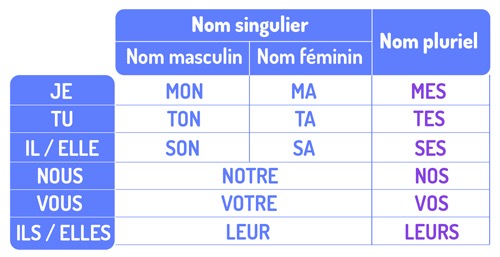 Nom singulier
Nom pluriel
Nom masculin Nom féminin
JE MON MA MES
TU TON TA TES
IL / ELLE SON SA SES
NOUS NOTRE NOS
VOUS VOTRE VOS
ILS / ELLES LEUR LEURS